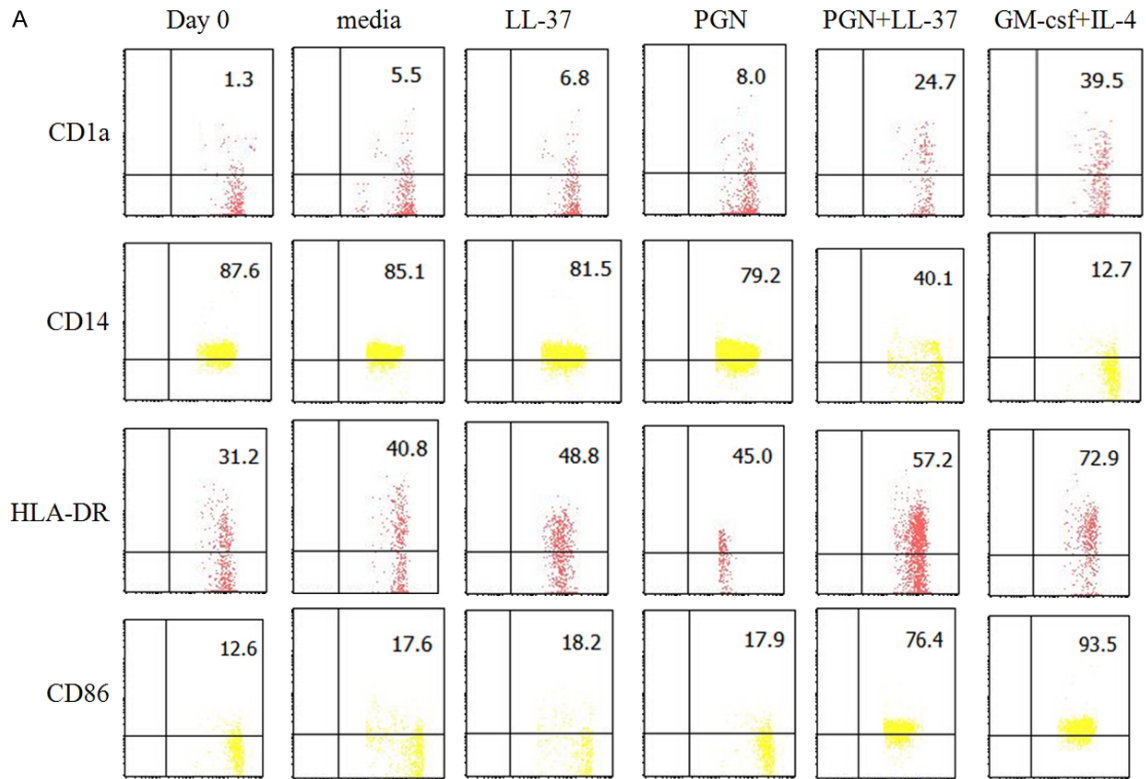 A
Day 0 media LL-37 PGN PGN+LL-37 GM-csf+IL-4
CD1a 1.3 5.5 6.8 8.0 24.7 39.5
CD14 87.6 85.1 81.5 79.2 40.1 12.7
HLA-DR 31.2 40.8 48.8 45.0 57.2 72.9
CD86 12.6 17.6 18.2 17.9 76.4 93.5